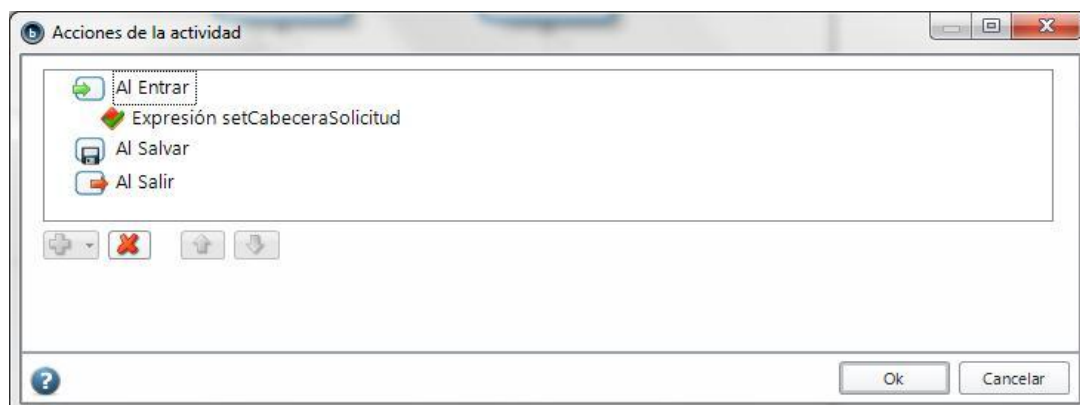 Acciones de la actividad
Al Entrar
Expresión setCabeceraSolicitud
Al Salvar
Al Salir
Ok
Cancelar